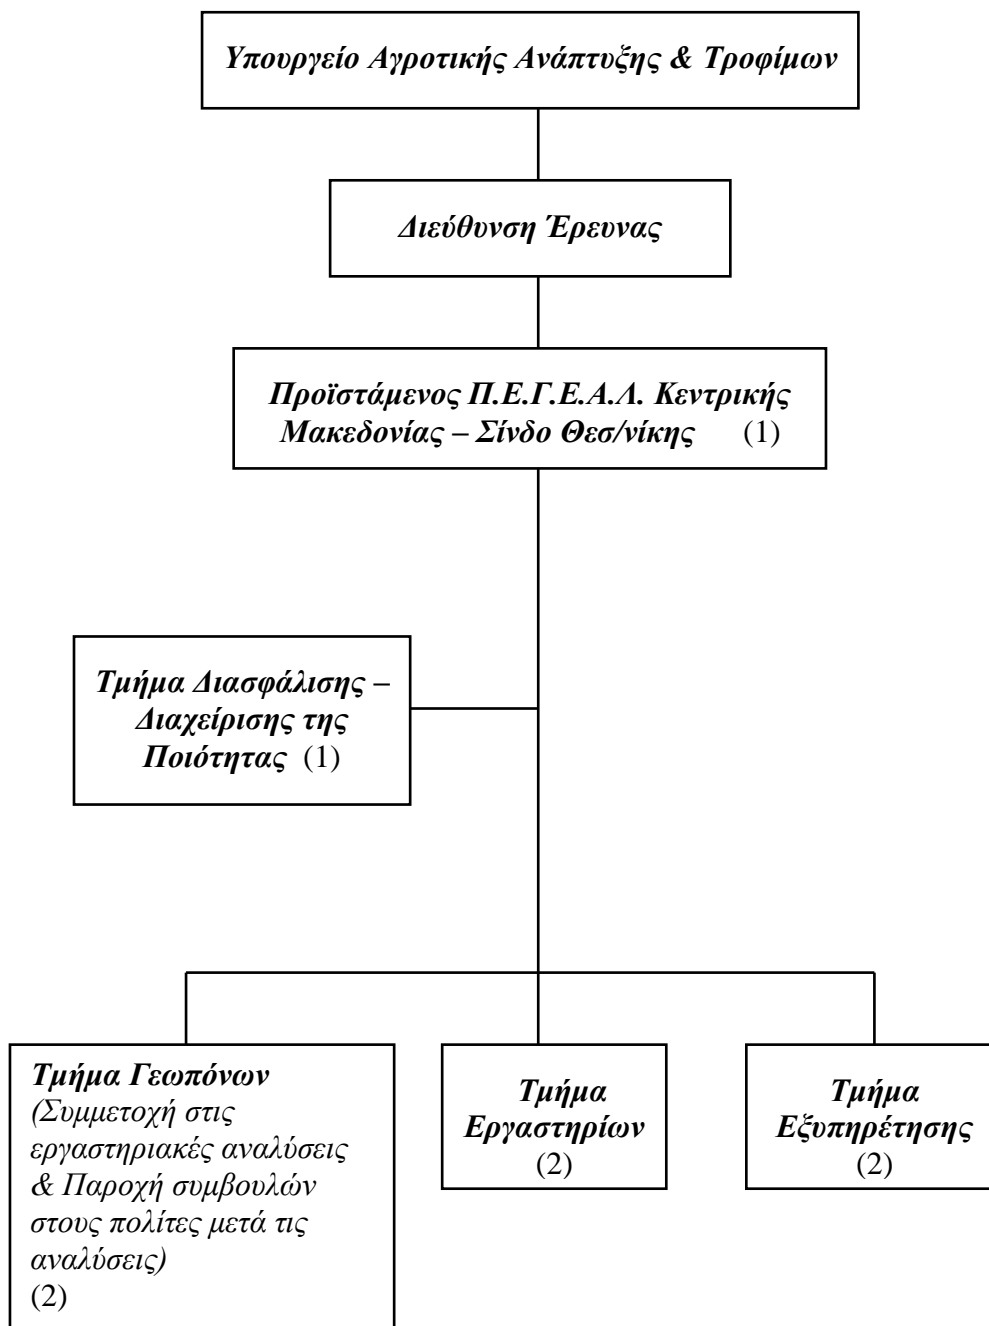 Υπουργείο Αγροτικής Ανάπτυξης & Τροφίμων
Διεύθυνση Έρευνας
Προϊστάμενος Π.Ε.Γ.Ε.Α.Λ. Κεντρικής
Μακεδονίας – Σίνδο Θεσ/νίκης (1)
Τμήμα Διασφάλισης –
Διαχείρισης της
Ποιότητας (1)
Τμήμα Γεωπόνων
(Συμμετοχή στις
εργαστηριακές αναλύσεις
& Παροχή συμβουλών
στους πολίτες μετά τις
αναλύσεις)
(2)
Τμήμα
Εργαστηρίων
(2)
Τμήμα
Εξυπηρέτησης
(2)